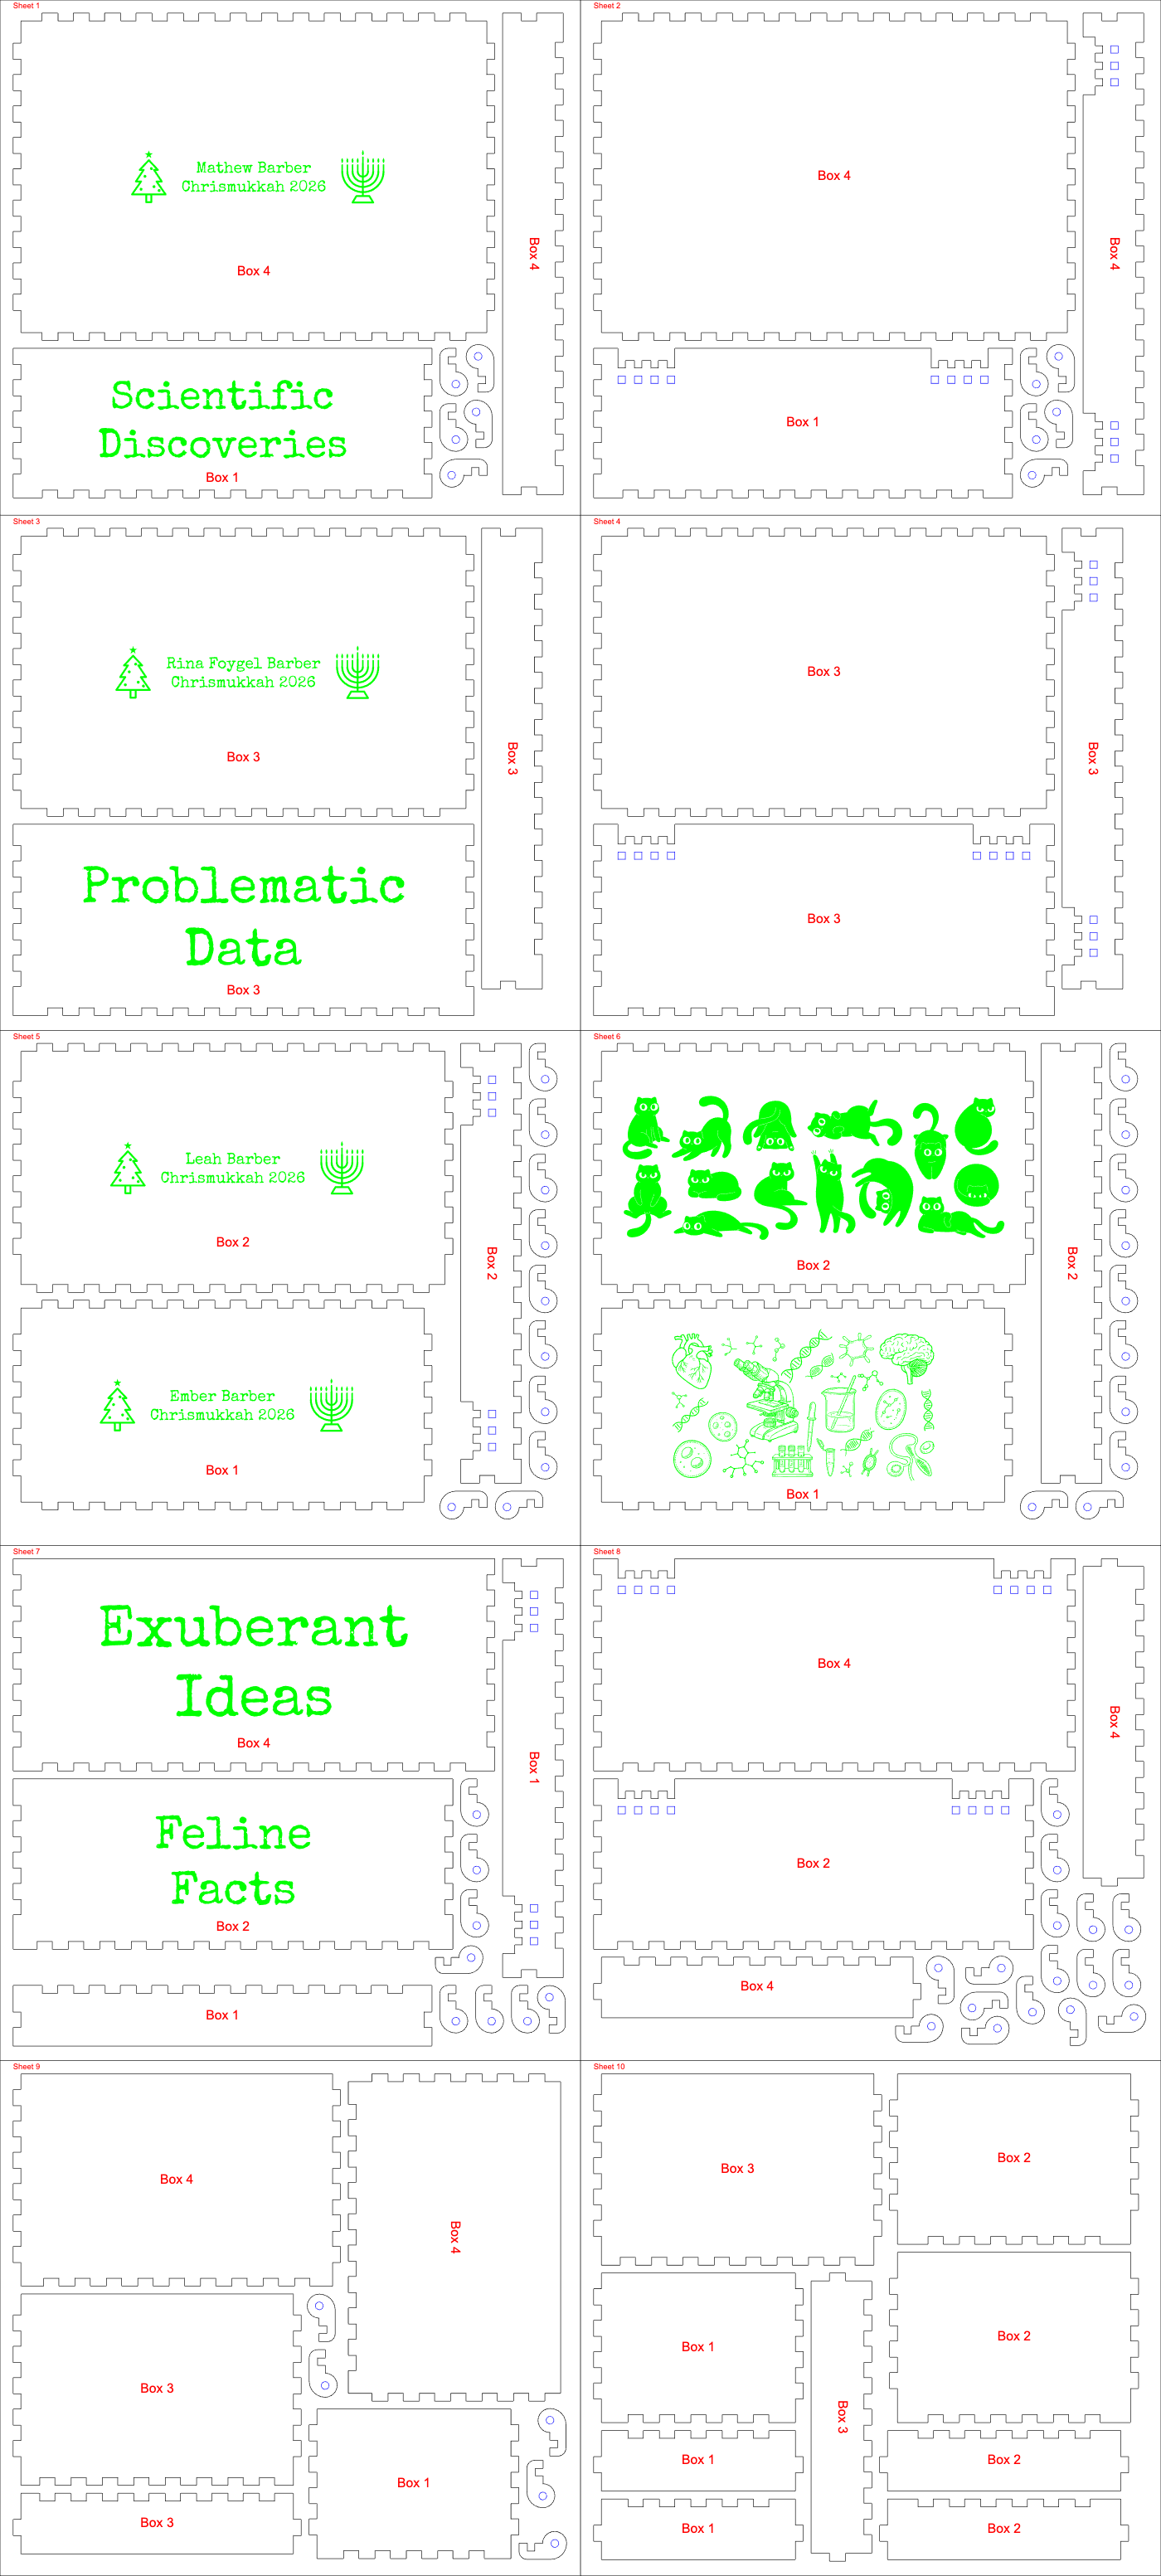 Sheet 1
Mathew Barber
Chrismukkah 2026
Box 4
Box 4
Scientific
Discoveries
Box 1
Sheet 2
Box 4
Box 4
Box 1
Sheet 3
Rina Foygel Barber
Chrismukkah 2026
Box 3
Box 3
Problematic
Data
Box 3
Sheet 4
Box 3
Box 3
Box 3
Sheet 5
Leah Barber
Chrismukkah 2026
Box 2
Box 2
Ember Barber
Chrismukkah 2026
Box 1
Sheet 6
Box 2
Box 2
Box 1
Sheet 7
Exuberant
Ideas
Box 4
Box 1
Feline
Facts
Box 2
Box 1
Sheet 8
Box 4
Box 4
Box 2
Box 4
Sheet 9
Box 4
Box 4
Box 3
Box 1
Box 3
Sheet 10
Box 3
Box 2
Box 1
Box 2
Box 3
Box 1
Box 2
Box 1
Box 2